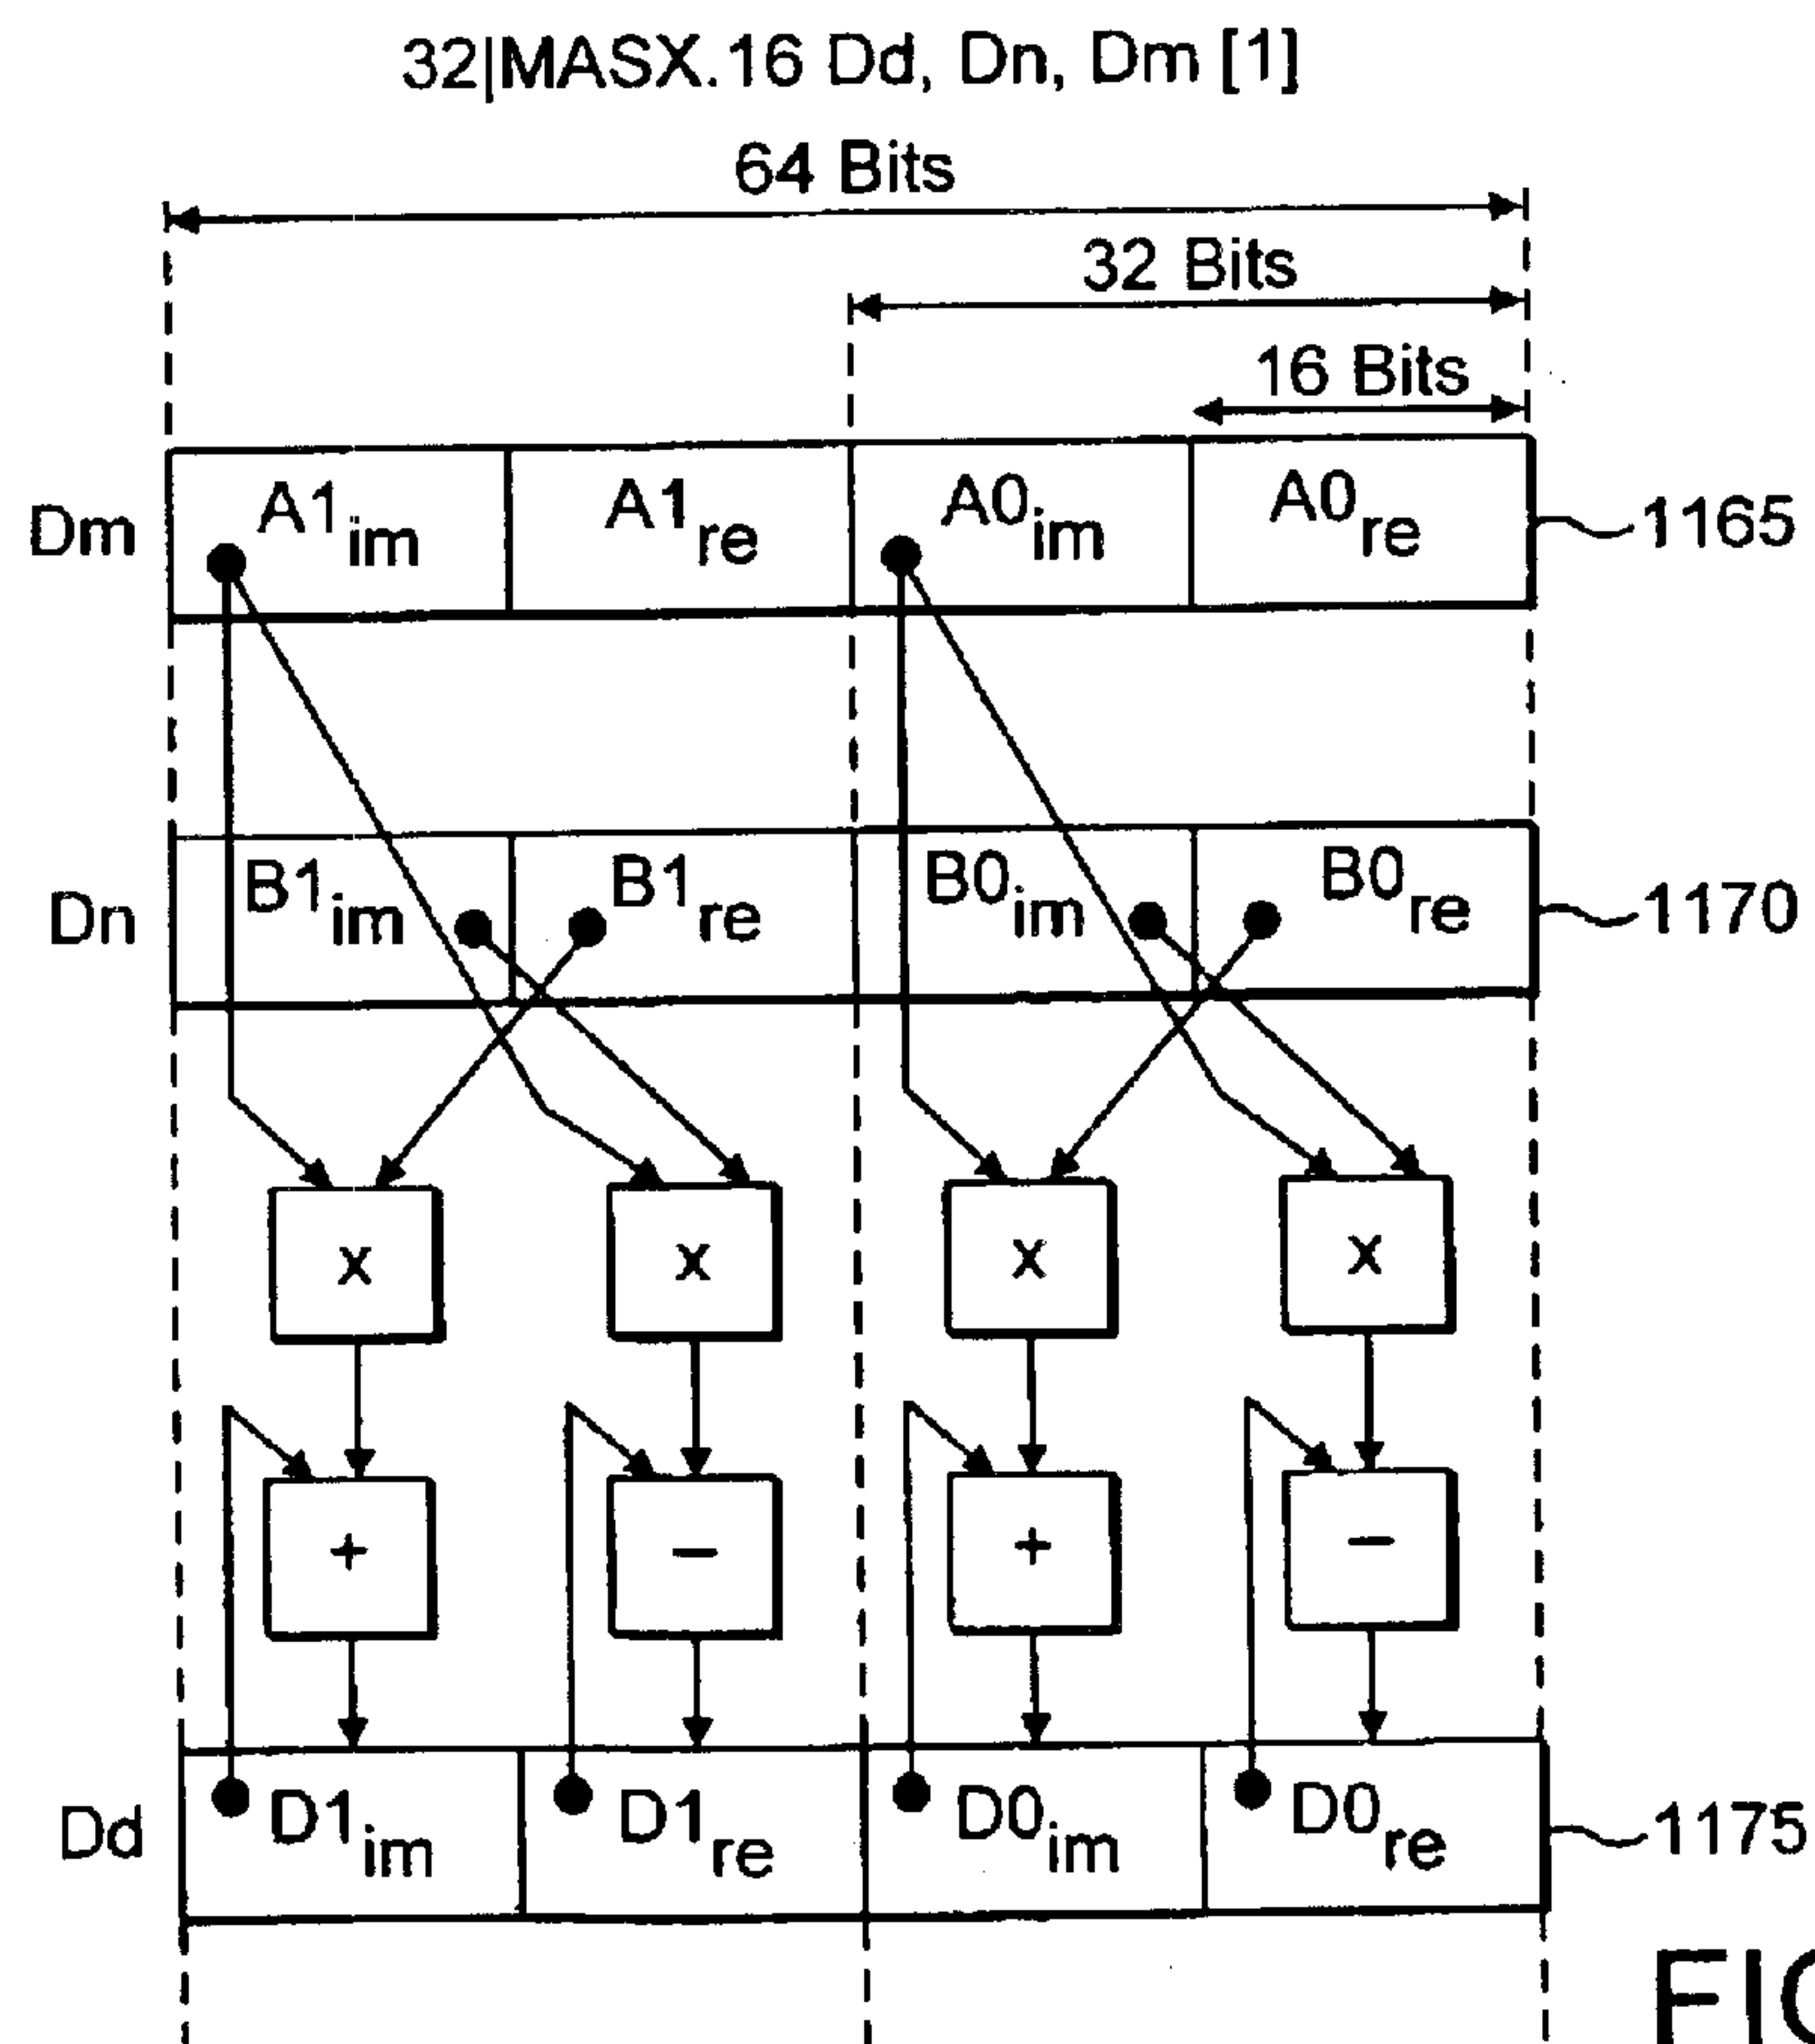 32|MASX.16 Dd, Dn, Dm [1]
64 Bits
32 Bits
16 Bits
Dm A1im A1re A0im A0re 1165
Dn B1im B1re B0im B0re 1170
x x x x
+ − + −
Dd D1im D1re D0im D0re 1175